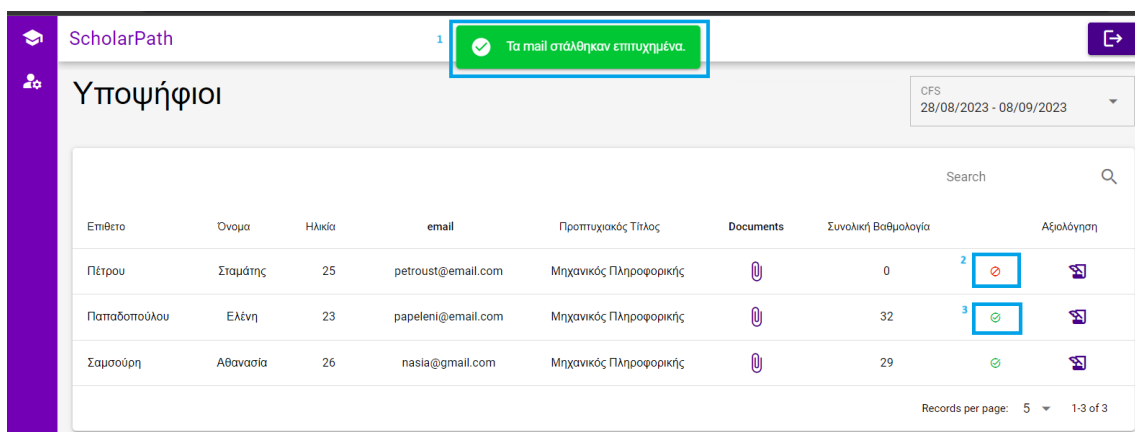 ScholarPath
1
Τα mail στάλθηκαν επιτυχημένα.
Υποψήφιοι
CFS
28/08/2023 - 08/09/2023
Search
Επιθετο Όνομα Ηλικία email Προπτυχιακός Τίτλος Documents Συνολική Βαθμολογία Αξιολόγηση
Πέτρου Σταμάτης 25 petroust@email.com Μηχανικός Πληροφορικής 0 2
Παπαδοπούλου Ελένη 23 papeleni@email.com Μηχανικός Πληροφορικής 32 3
Σαμσούρη Αθανασία 26 nasia@gmail.com Μηχανικός Πληροφορικής 29
Records per page: 5 1-3 of 3